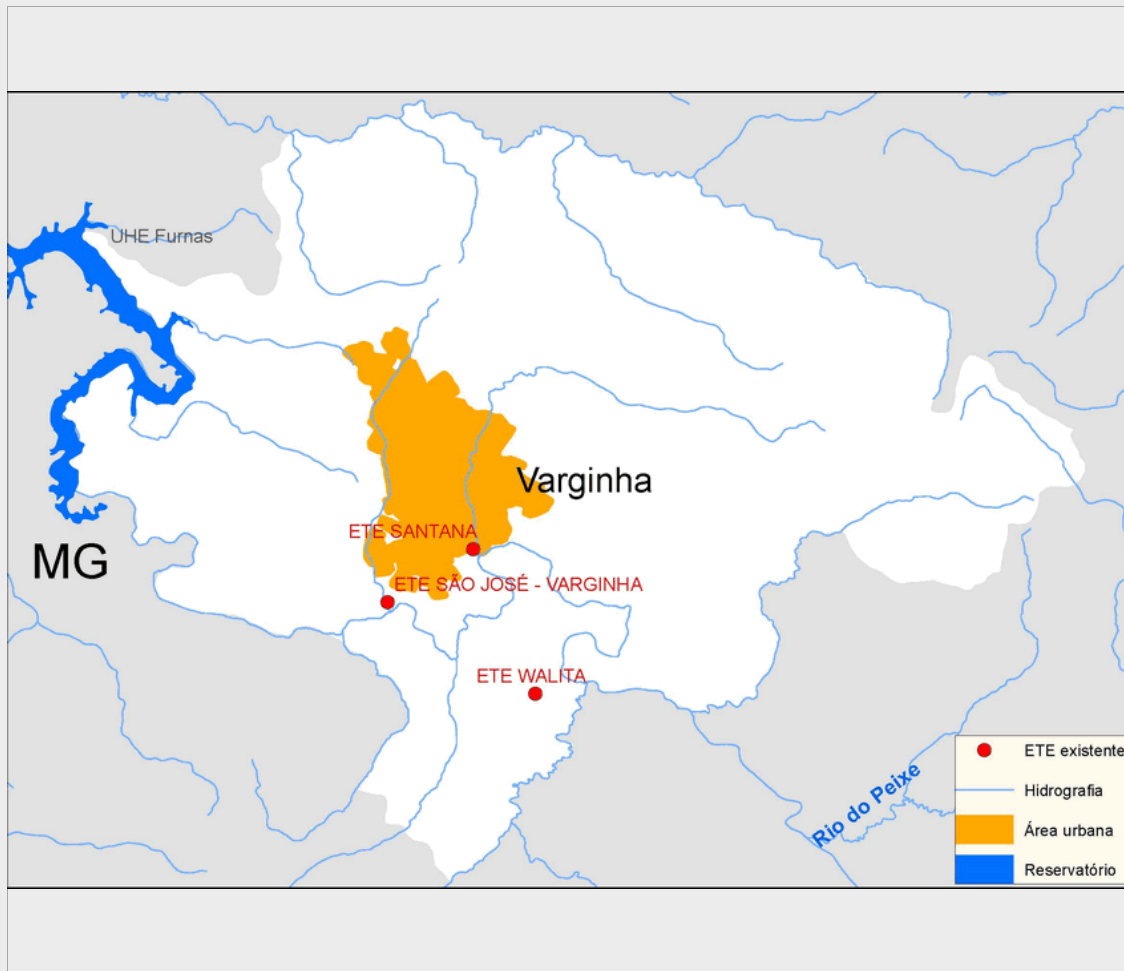 UHE Furnas
Varginha
ETE SANTANA
MG
ETE SÃO JOSÉ - VARGINHA
ETE WALITA
Rio do Peixe
ETE existente
Hidrografia
Área urbana
Reservatório